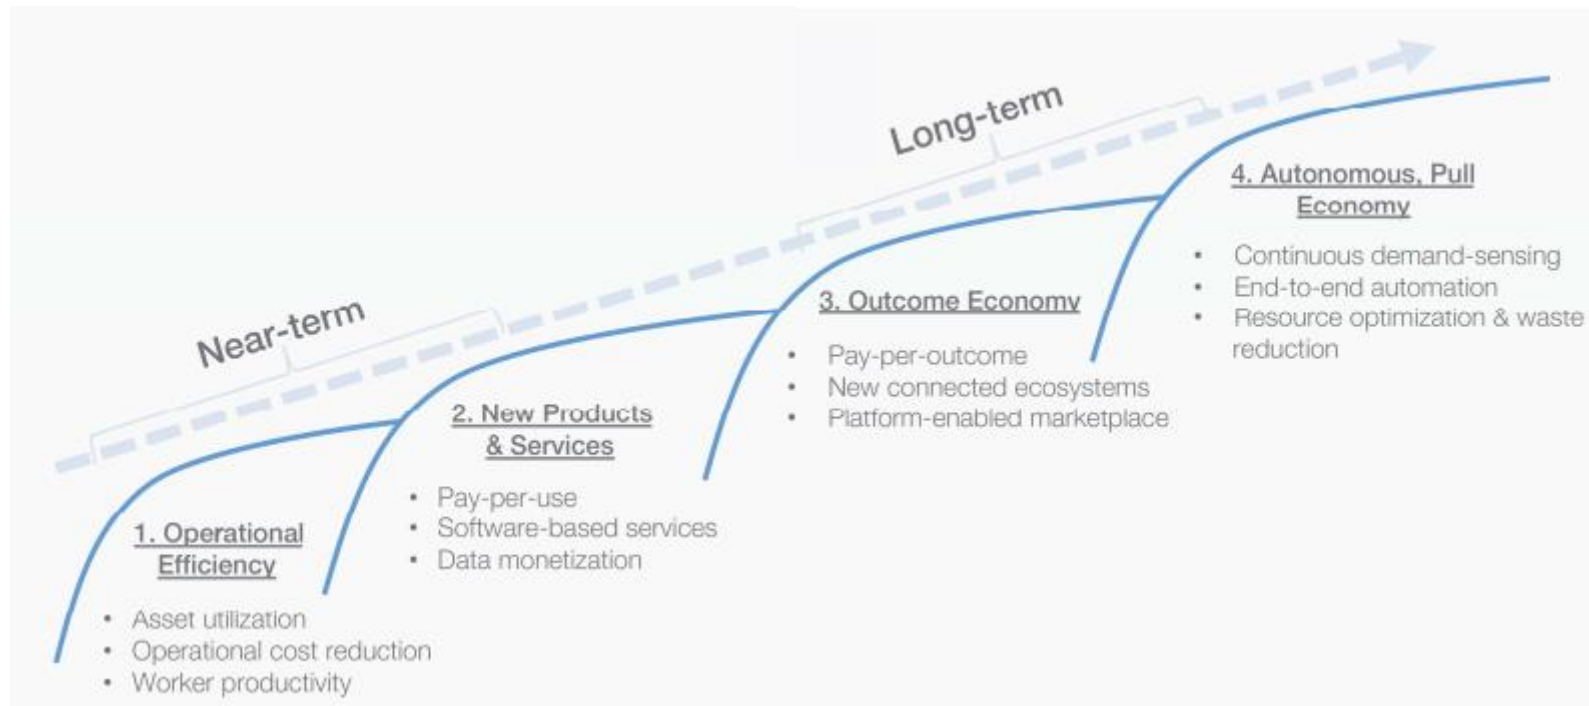 Near-term
Long-term
1. Operational
Efficiency
• Asset utilization
• Operational cost reduction
• Worker productivity
2. New Products
& Services
• Pay-per-use
• Software-based services
• Data monetization
3. Outcome Economy
• Pay-per-outcome
• New connected ecosystems
• Platform-enabled marketplace
4. Autonomous, Pull
Economy
• Continuous demand-sensing
• End-to-end automation
• Resource optimization & waste
reduction